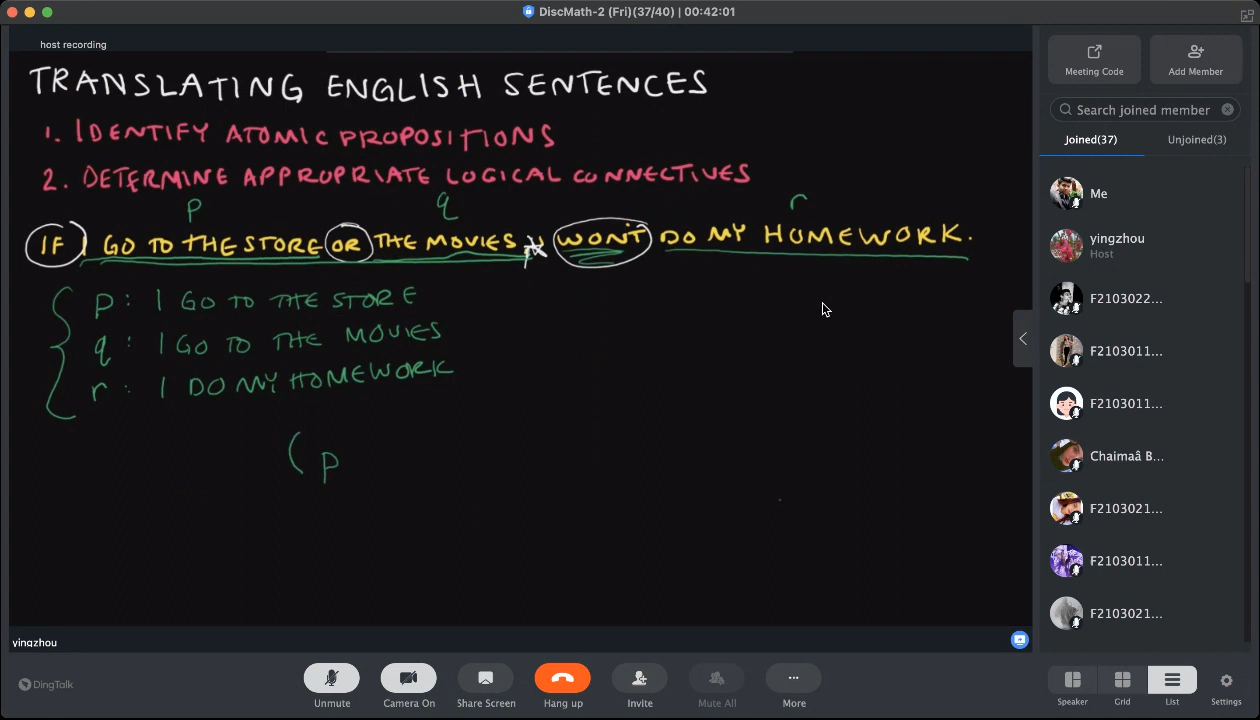 DiscMath-2 (Fri)(37/40) | 00:42:01
host recording
TRANSLATING ENGLISH SENTENCES
1. IDENTIFY ATOMIC PROPOSITIONS
2. DETERMINE APPROPRIATE LOGICAL CONNECTIVES
p q r
IF I GO TO THE STORE OR THE MOVIES, I WON'T DO MY HOMEWORK.
p: I GO TO THE STORE
q: I GO TO THE MOVIES
r: I DO MY HOMEWORK
(p
yingzhou
Meeting Code
Add Member
Search joined member
Joined(37) Unjoined(3)
Me
yingzhou
Host
F2103022...
F2103011...
F2103011...
Chaimaâ B...
F2103021...
F2103011...
F2103021...
DingTalk
Unmute
Camera On
Share Screen
Hang up
Invite
Mute All
More
Speaker
Grid
List
Settings